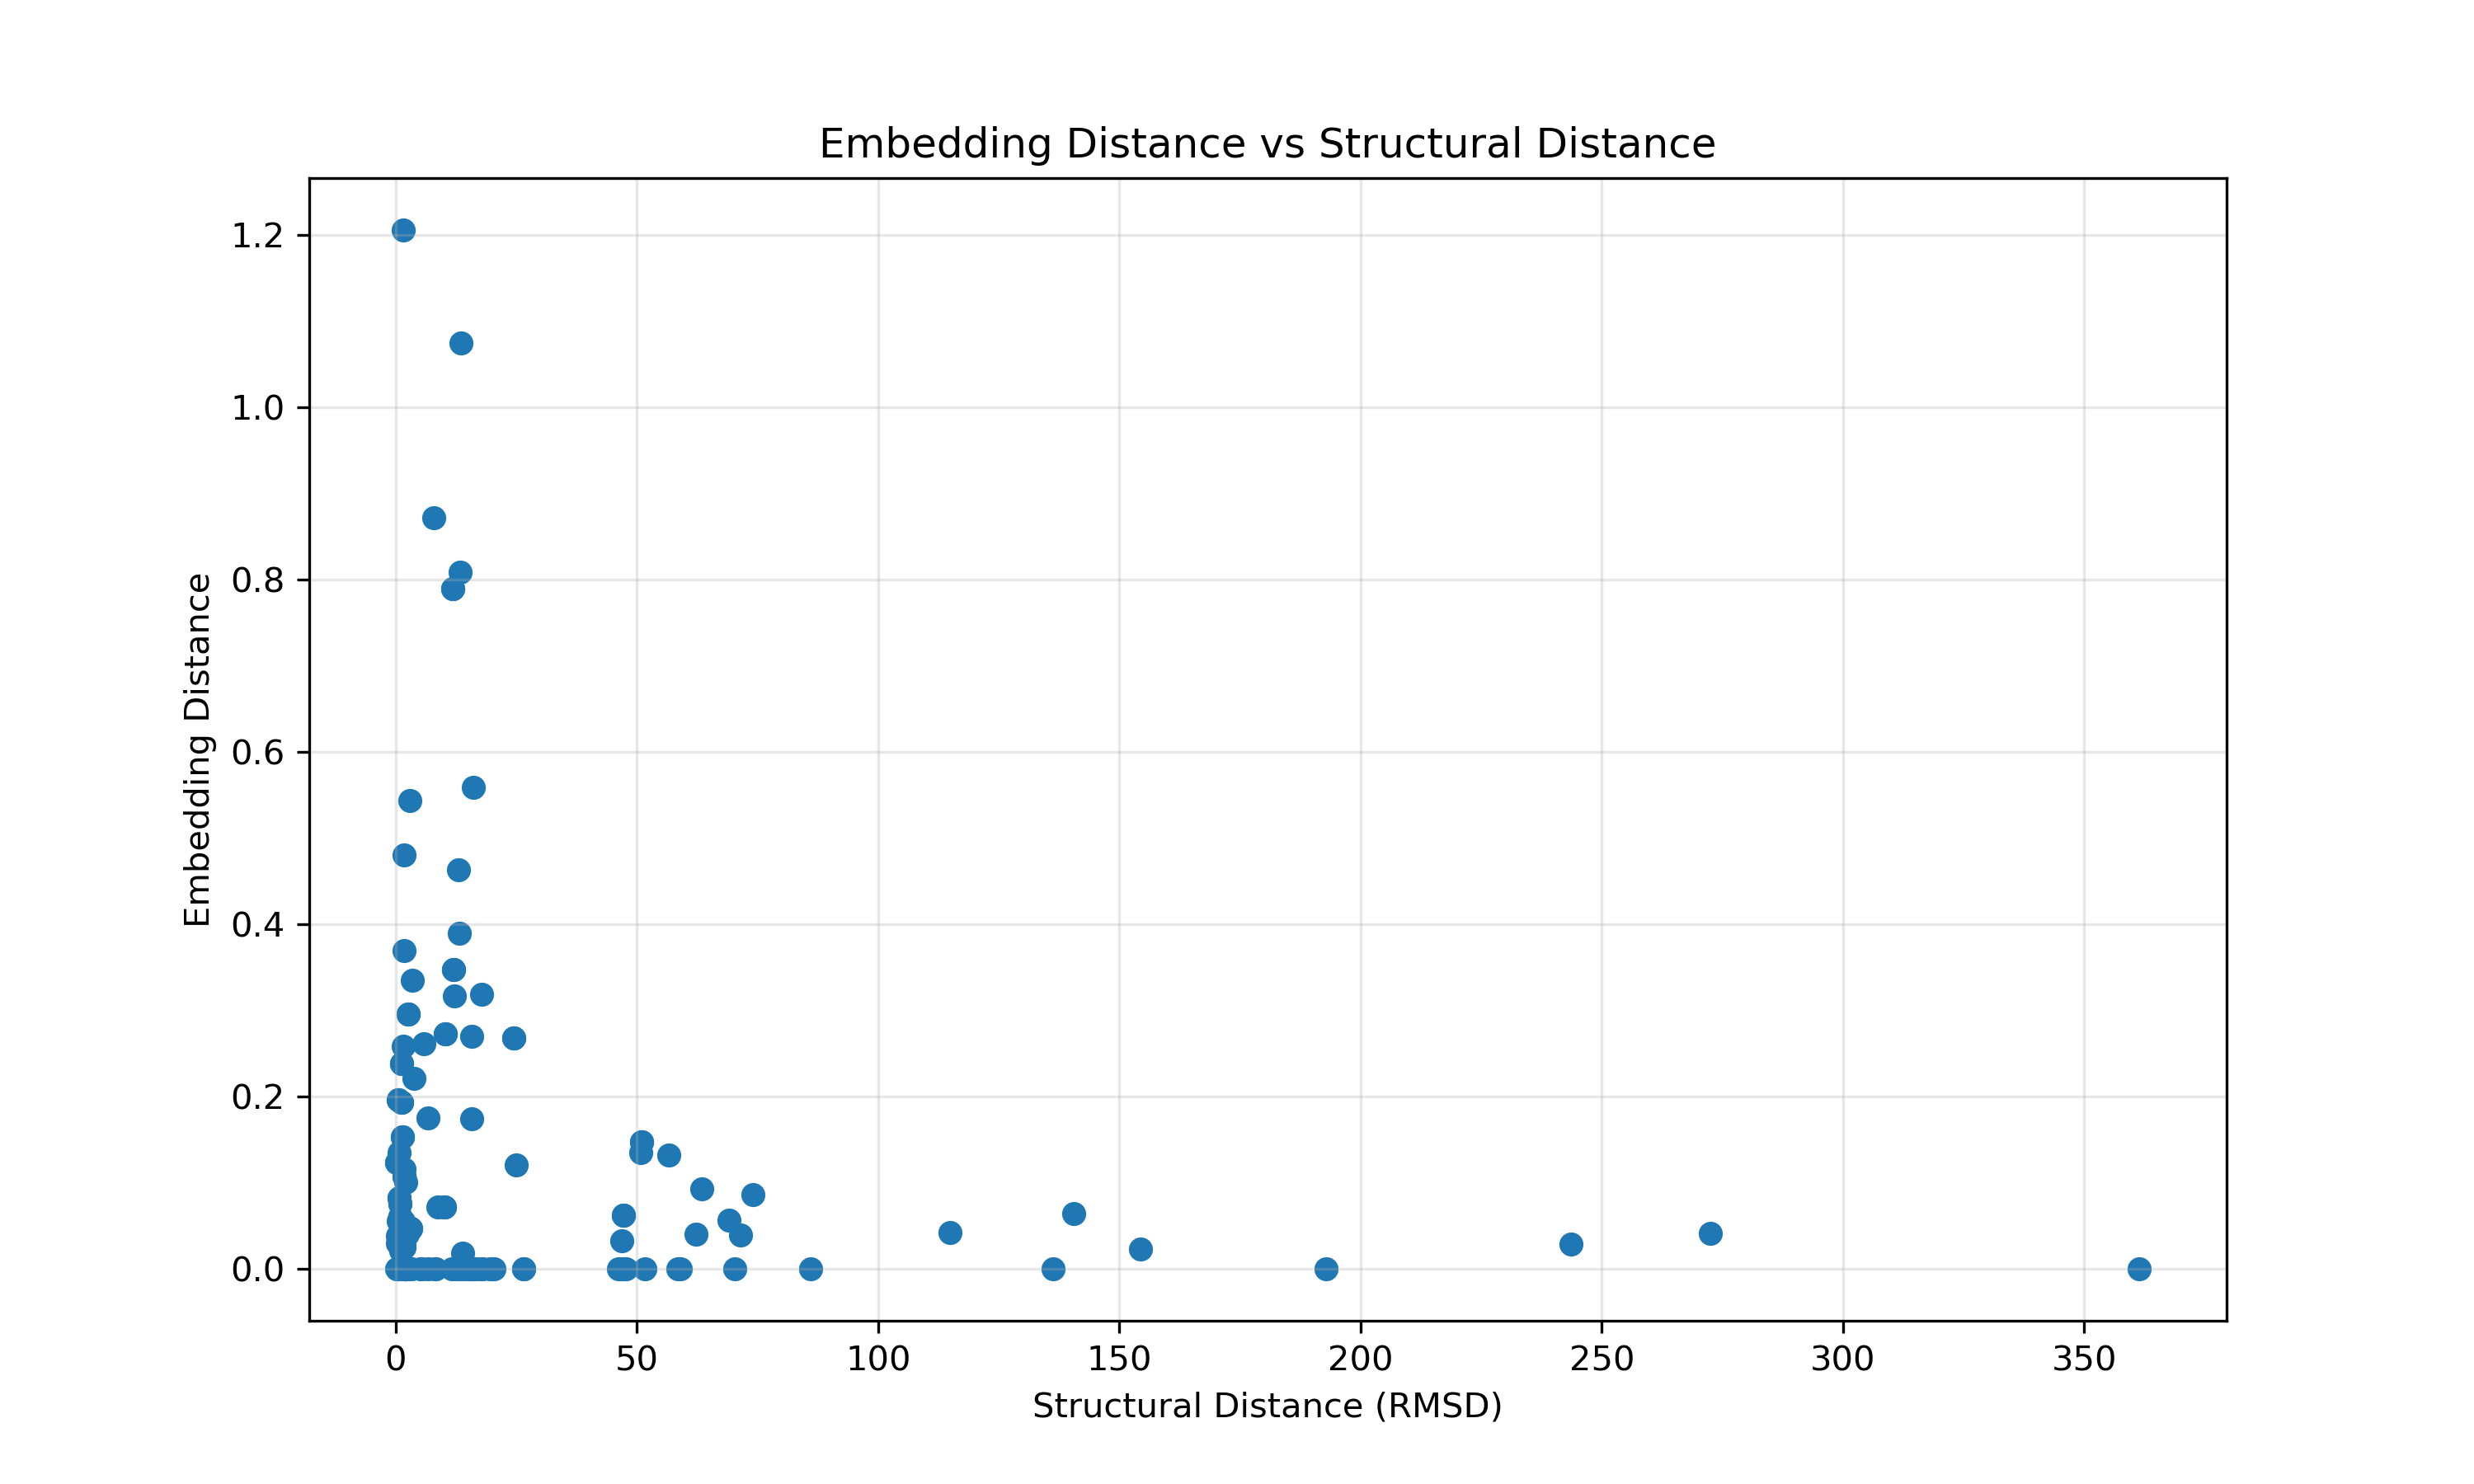 Embedding Distance vs Structural Distance
Embedding Distance
1.2
1.0
0.8
0.6
0.4
0.2
0.0
0 50 100 150 200 250 300 350
Structural Distance (RMSD)